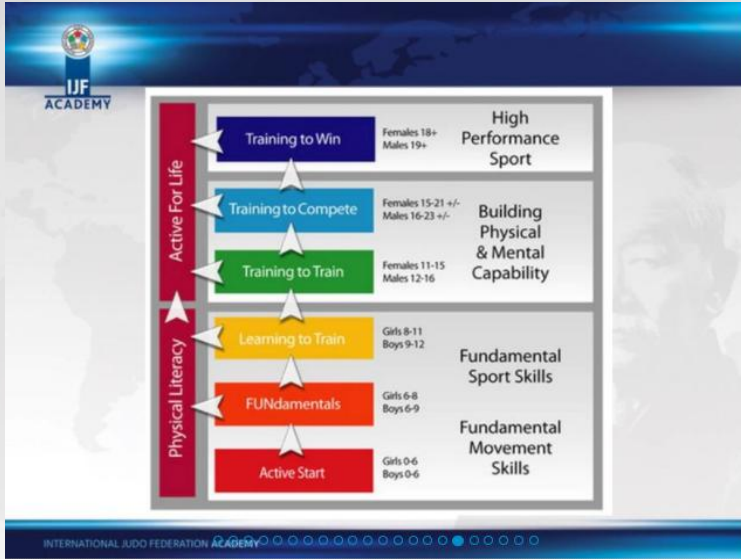 IJF
ACADEMY
Active For Life
Physical Literacy
Training to Win
Females 18+
Males 19+
High
Performance
Sport
Training to Compete
Females 15-21 +/-
Males 16-23 +/-
Training to Train
Females 11-15
Males 12-16
Building
Physical
& Mental
Capability
Learning to Train
Girls 8-11
Boys 9-12
Fundamental
Sport Skills
FUNdamentals
Girls 6-8
Boys 6-9
Active Start
Girls 0-6
Boys 0-6
Fundamental
Movement
Skills
INTERNATIONAL JUDO FEDERATION ACADEMY